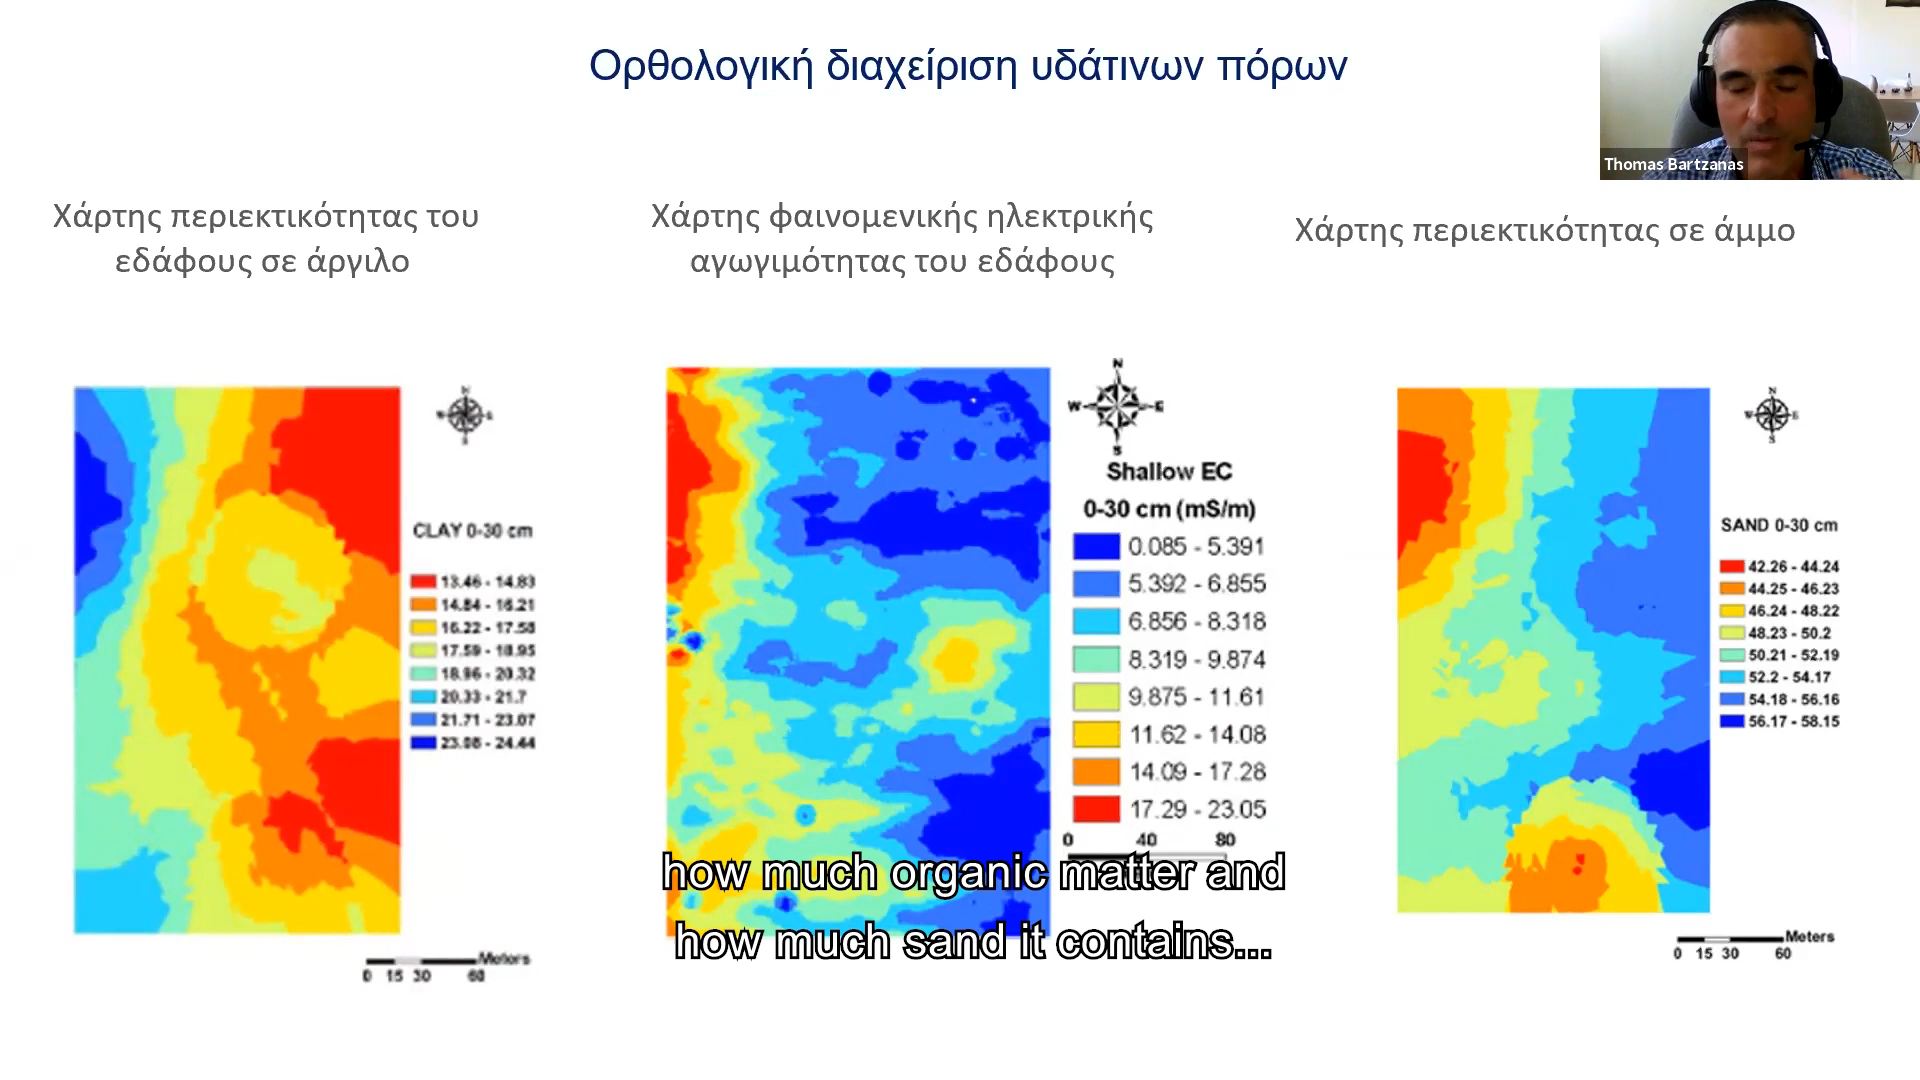 Ορθολογική διαχείριση υδάτινων πόρων
Thomas Bartzanas
Χάρτης περιεκτικότητας του
εδάφους σε άργιλο
Χάρτης φαινομενικής ηλεκτρικής
αγωγιμότητας του εδάφους
Χάρτης περιεκτικότητας σε άμμο
N
W E
S
CLAY 0-30 cm
13.46 - 14.83
14.84 - 16.21
16.22 - 17.58
17.59 - 18.95
18.96 - 20.32
20.33 - 21.7
21.71 - 23.07
23.08 - 24.44
Meters
0 15 30 60
N
W E
S
Shallow EC
0-30 cm (mS/m)
0.085 - 5.391
5.392 - 6.855
6.856 - 8.318
8.319 - 9.874
9.875 - 11.61
11.62 - 14.08
14.09 - 17.28
17.29 - 23.05
0 40 80
N
W E
S
SAND 0-30 cm
42.26 - 44.24
44.25 - 46.23
46.24 - 48.22
48.23 - 50.2
50.21 - 52.19
52.2 - 54.17
54.18 - 56.16
56.17 - 58.15
Meters
0 15 30 60
how much organic matter and
how much sand it contains...